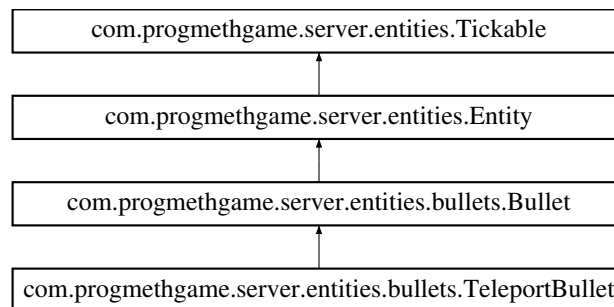 com.progmethgame.server.entities.Tickable
com.progmethgame.server.entities.Entity
com.progmethgame.server.entities.bullets.Bullet
com.progmethgame.server.entities.bullets.TeleportBullet